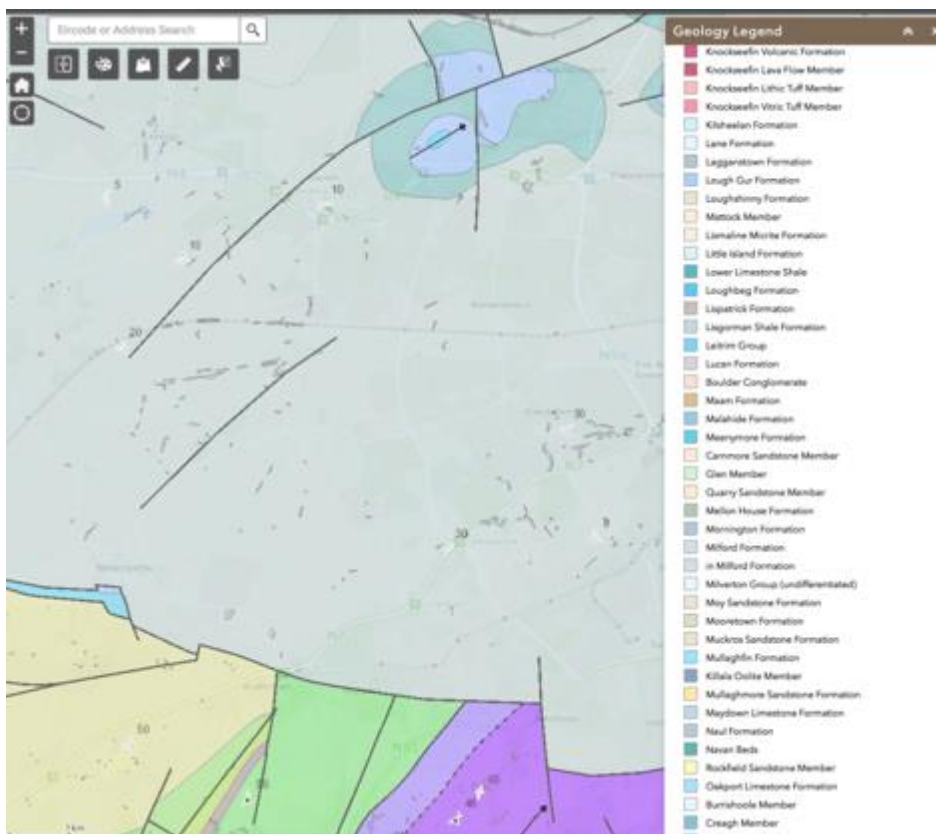 Eircode or Address Search
Geology Legend
Knockseefin Volcanic Formation
Knockseefin Lava Flow Member
Knockseefin Lithic Tuff Member
Knockseefin Vitric Tuff Member
Kilsheelan Formation
Lane Formation
Lagganstown Formation
Lough Gur Formation
Loughshinny Formation
Mattock Member
Lismaline Micrite Formation
Little Island Formation
Lower Limestone Shale
Loughbeg Formation
Lispatrick Formation
Lisgorman Shale Formation
Leitrim Group
Lucan Formation
Boulder Conglomerate
Maam Formation
Malahide Formation
Meenymore Formation
Carnmore Sandstone Member
Glen Member
Quarry Sandstone Member
Mellon House Formation
Mornington Formation
Milford Formation
in Milford Formation
Milverton Group (undifferentiated)
Moy Sandstone Formation
Mooretown Formation
Muckros Sandstone Formation
Mullaghfin Formation
Killala Oolite Member
Mullaghmore Sandstone Formation
Maydown Limestone Formation
Naul Formation
Navan Beds
Rockfield Sandstone Member
Oakport Limestone Formation
Burrishoole Member
Creagh Member
5
10
10
20
30
30
8
50